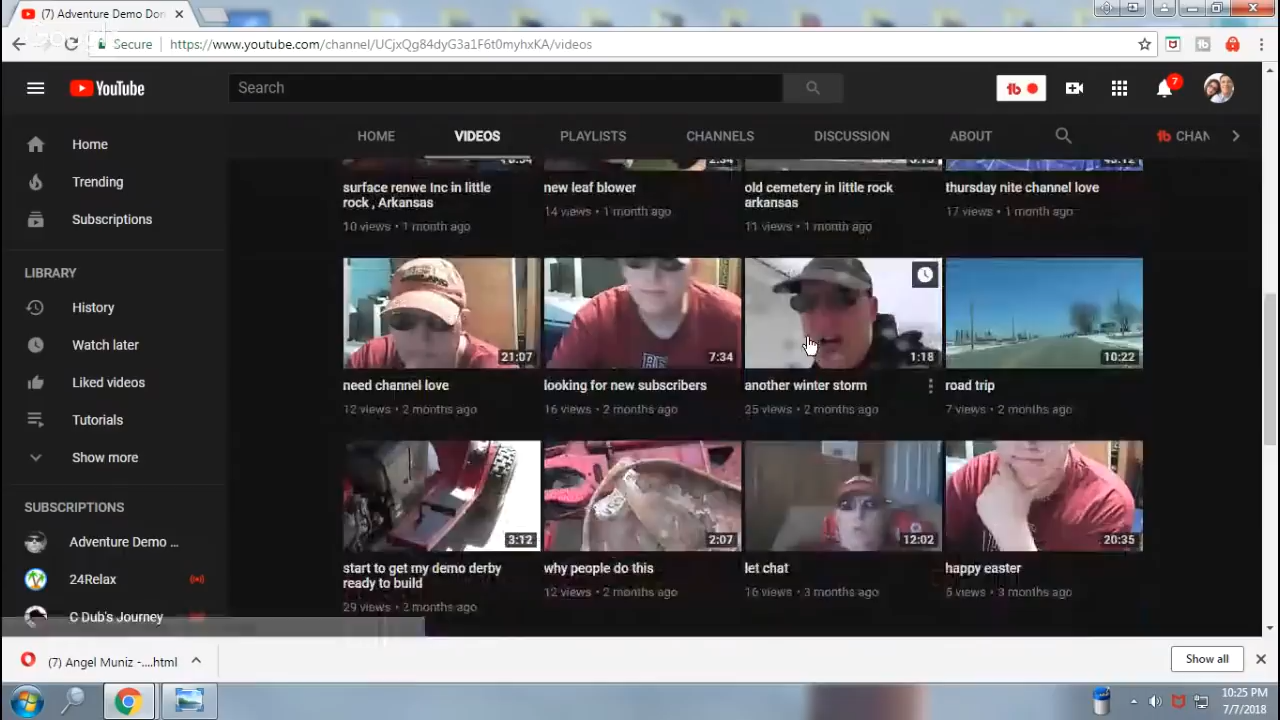 (7) Adventure Demo Don
Secure
https://www.youtube.com/channel/UCjxQg84dyG3a1F6t0myhxKA/videos
YouTube
Search
tb
7
HOME
VIDEOS
PLAYLISTS
CHANNELS
DISCUSSION
ABOUT
tb CHAN
Home
Trending
Subscriptions
LIBRARY
History
Watch later
Liked videos
Tutorials
Show more
SUBSCRIPTIONS
Adventure Demo ...
24Relax
C Dub's Journey
surface renwe Inc in little
rock , Arkansas
10 views • 1 month ago
new leaf blower
14 views • 1 month ago
old cemetery in little rock
arkansas
11 views • 1 month ago
thursday nite channel love
17 views • 1 month ago
21:07
need channel love
12 views • 2 months ago
7:34
looking for new subscribers
16 views • 2 months ago
1:18
another winter storm
25 views • 2 months ago
10:22
road trip
7 views • 2 months ago
3:12
start to get my demo derby
ready to build
29 views • 2 months ago
2:07
why people do this
12 views • 2 months ago
12:02
let chat
16 views • 3 months ago
20:35
happy easter
5 views • 3 months ago
(7) Angel Muniz -....html
Show all
10:25 PM
7/7/2018